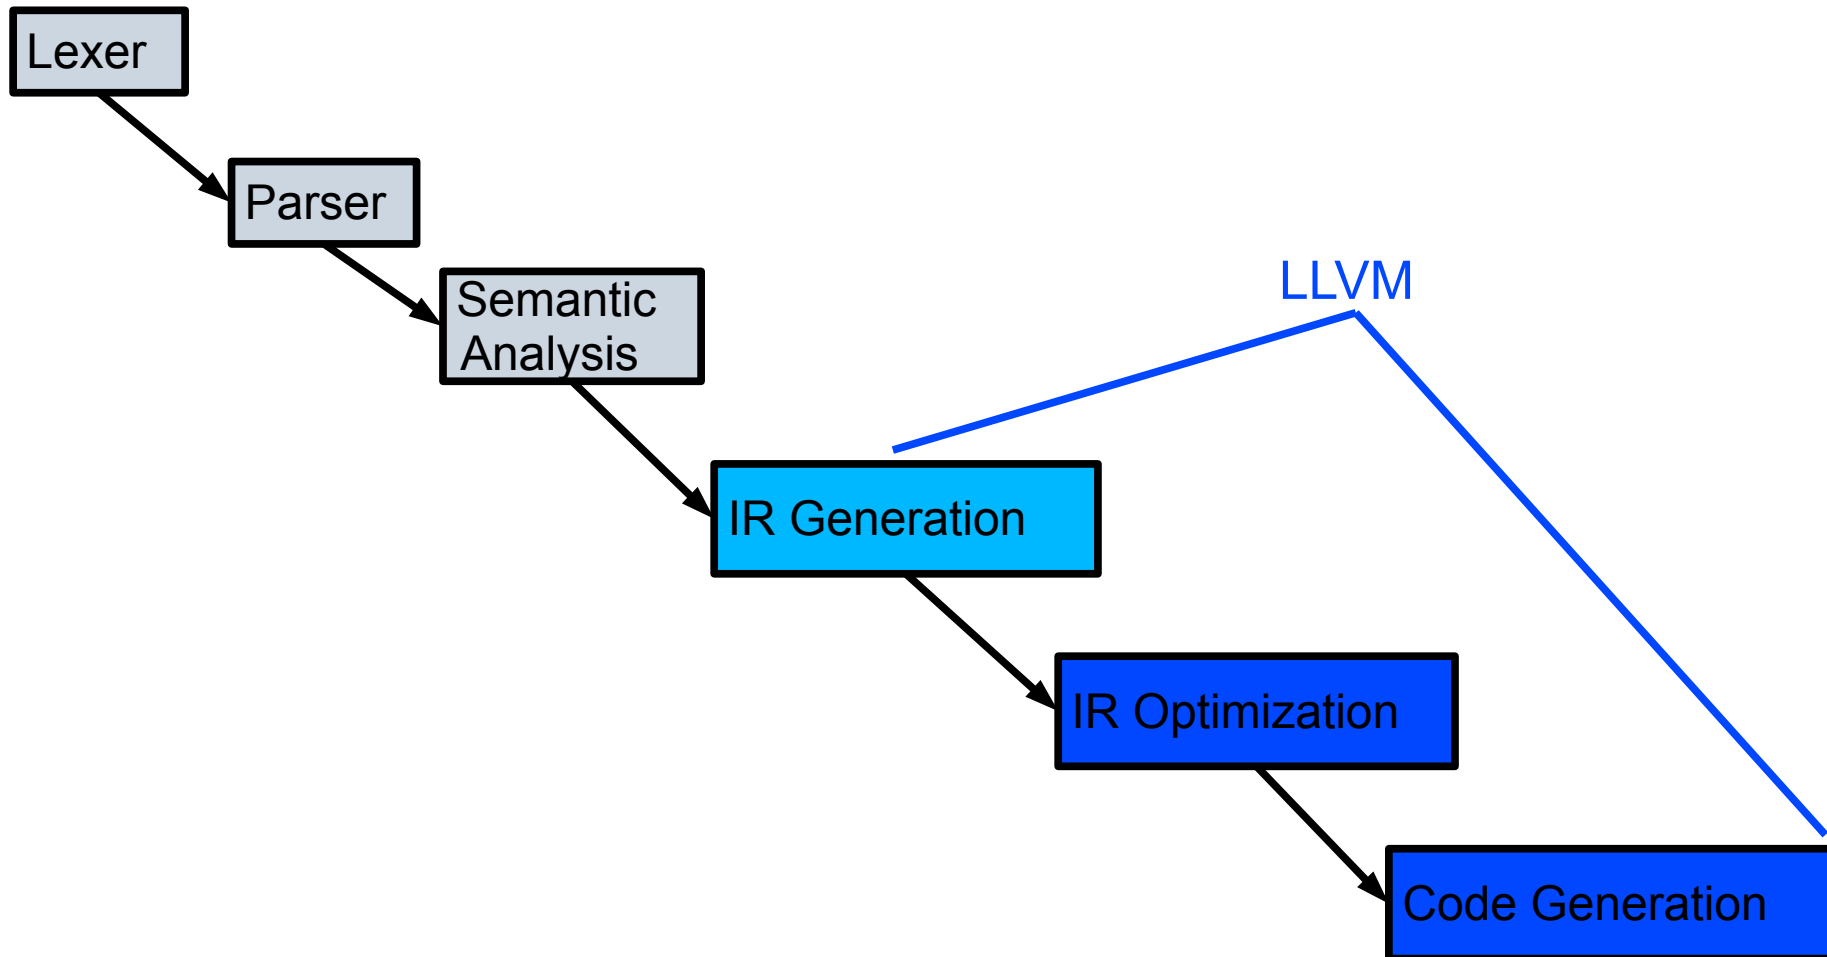 Lexer
Parser
Semantic
Analysis
LLVM
IR Generation
IR Optimization
Code Generation